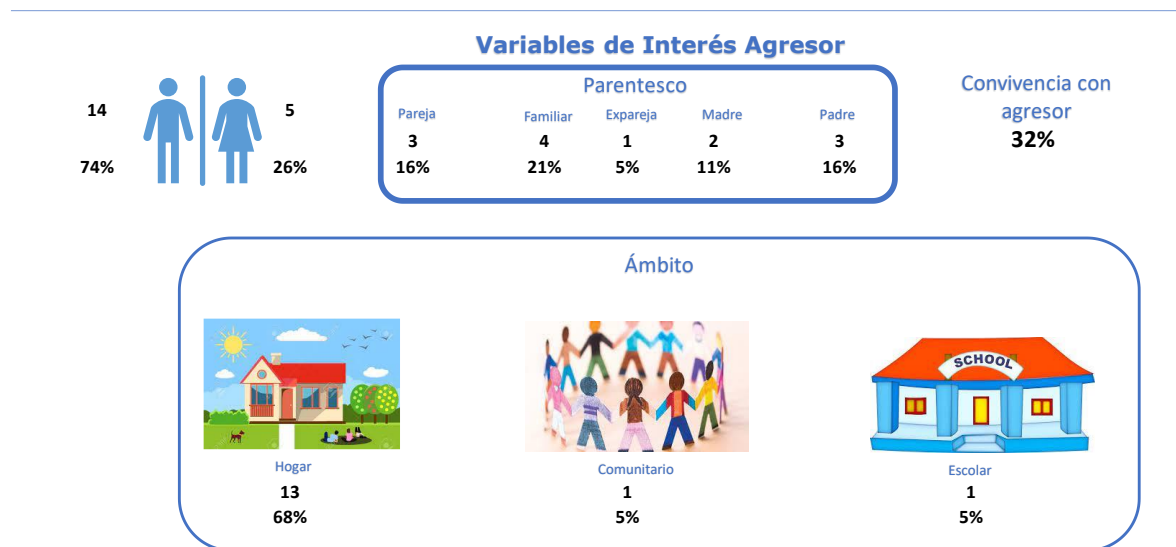 Variables de Interés Agresor
14
5
74%
26%
Parentesco
Pareja Familiar Expareja Madre Padre
3 4 1 2 3
16% 21% 5% 11% 16%
Convivencia con
agresor
32%
Ámbito
SCHOOL
Hogar Comunitario Escolar
13 1 1
68% 5% 5%